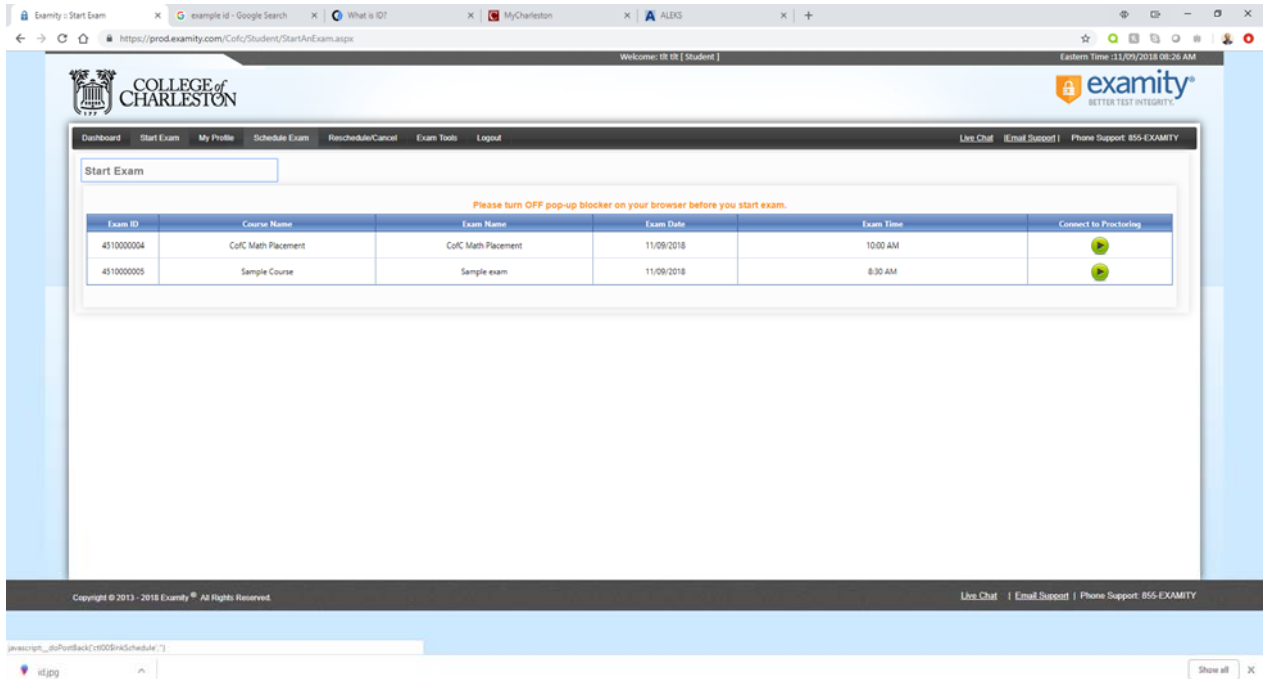 Examity :: Start Exam
example id - Google Search
What is ID?
MyCharleston
ALEKS
https://prod.examity.com/Cofc/Student/StartAnExam.aspx
Welcome: tlt tlt [ Student ]
Eastern Time :11/09/2018 08:26 AM
COLLEGE of
CHARLESTON
1770
examity®
BETTER TEST INTEGRITY.
Dashboard Start Exam My Profile Schedule Exam Reschedule/Cancel Exam Tools Logout Live Chat |Email Support | Phone Support: 855-EXAMITY
Start Exam
Please turn OFF pop-up blocker on your browser before you start exam.
Exam ID Course Name Exam Name Exam Date Exam Time Connect to Proctoring
4510000004 CofC Math Placement CofC Math Placement 11/09/2018 10:00 AM
4510000005 Sample Course Sample exam 11/09/2018 8:30 AM
Copyright © 2013 - 2018 Examity ® All Rights Reserved.
Live Chat | Email Support | Phone Support: 855-EXAMITY
javascript:__doPostBack('ctl00$lnkSchedule','')
id.jpg
Show all